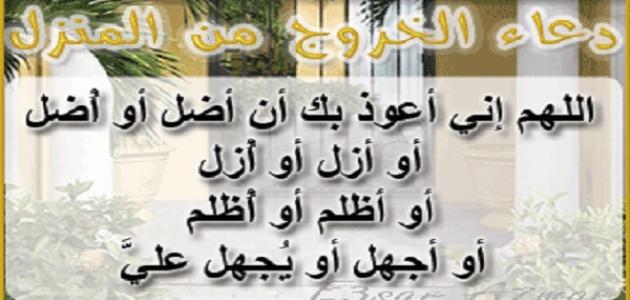 دعاء الخروج من المنزل
اللهم إني أعوذ بك أن أضل أو أُضل
أو أزل أو أُزل
أو أظلم أو أُظلم
أو أجهل أو يُجهل عليَّ